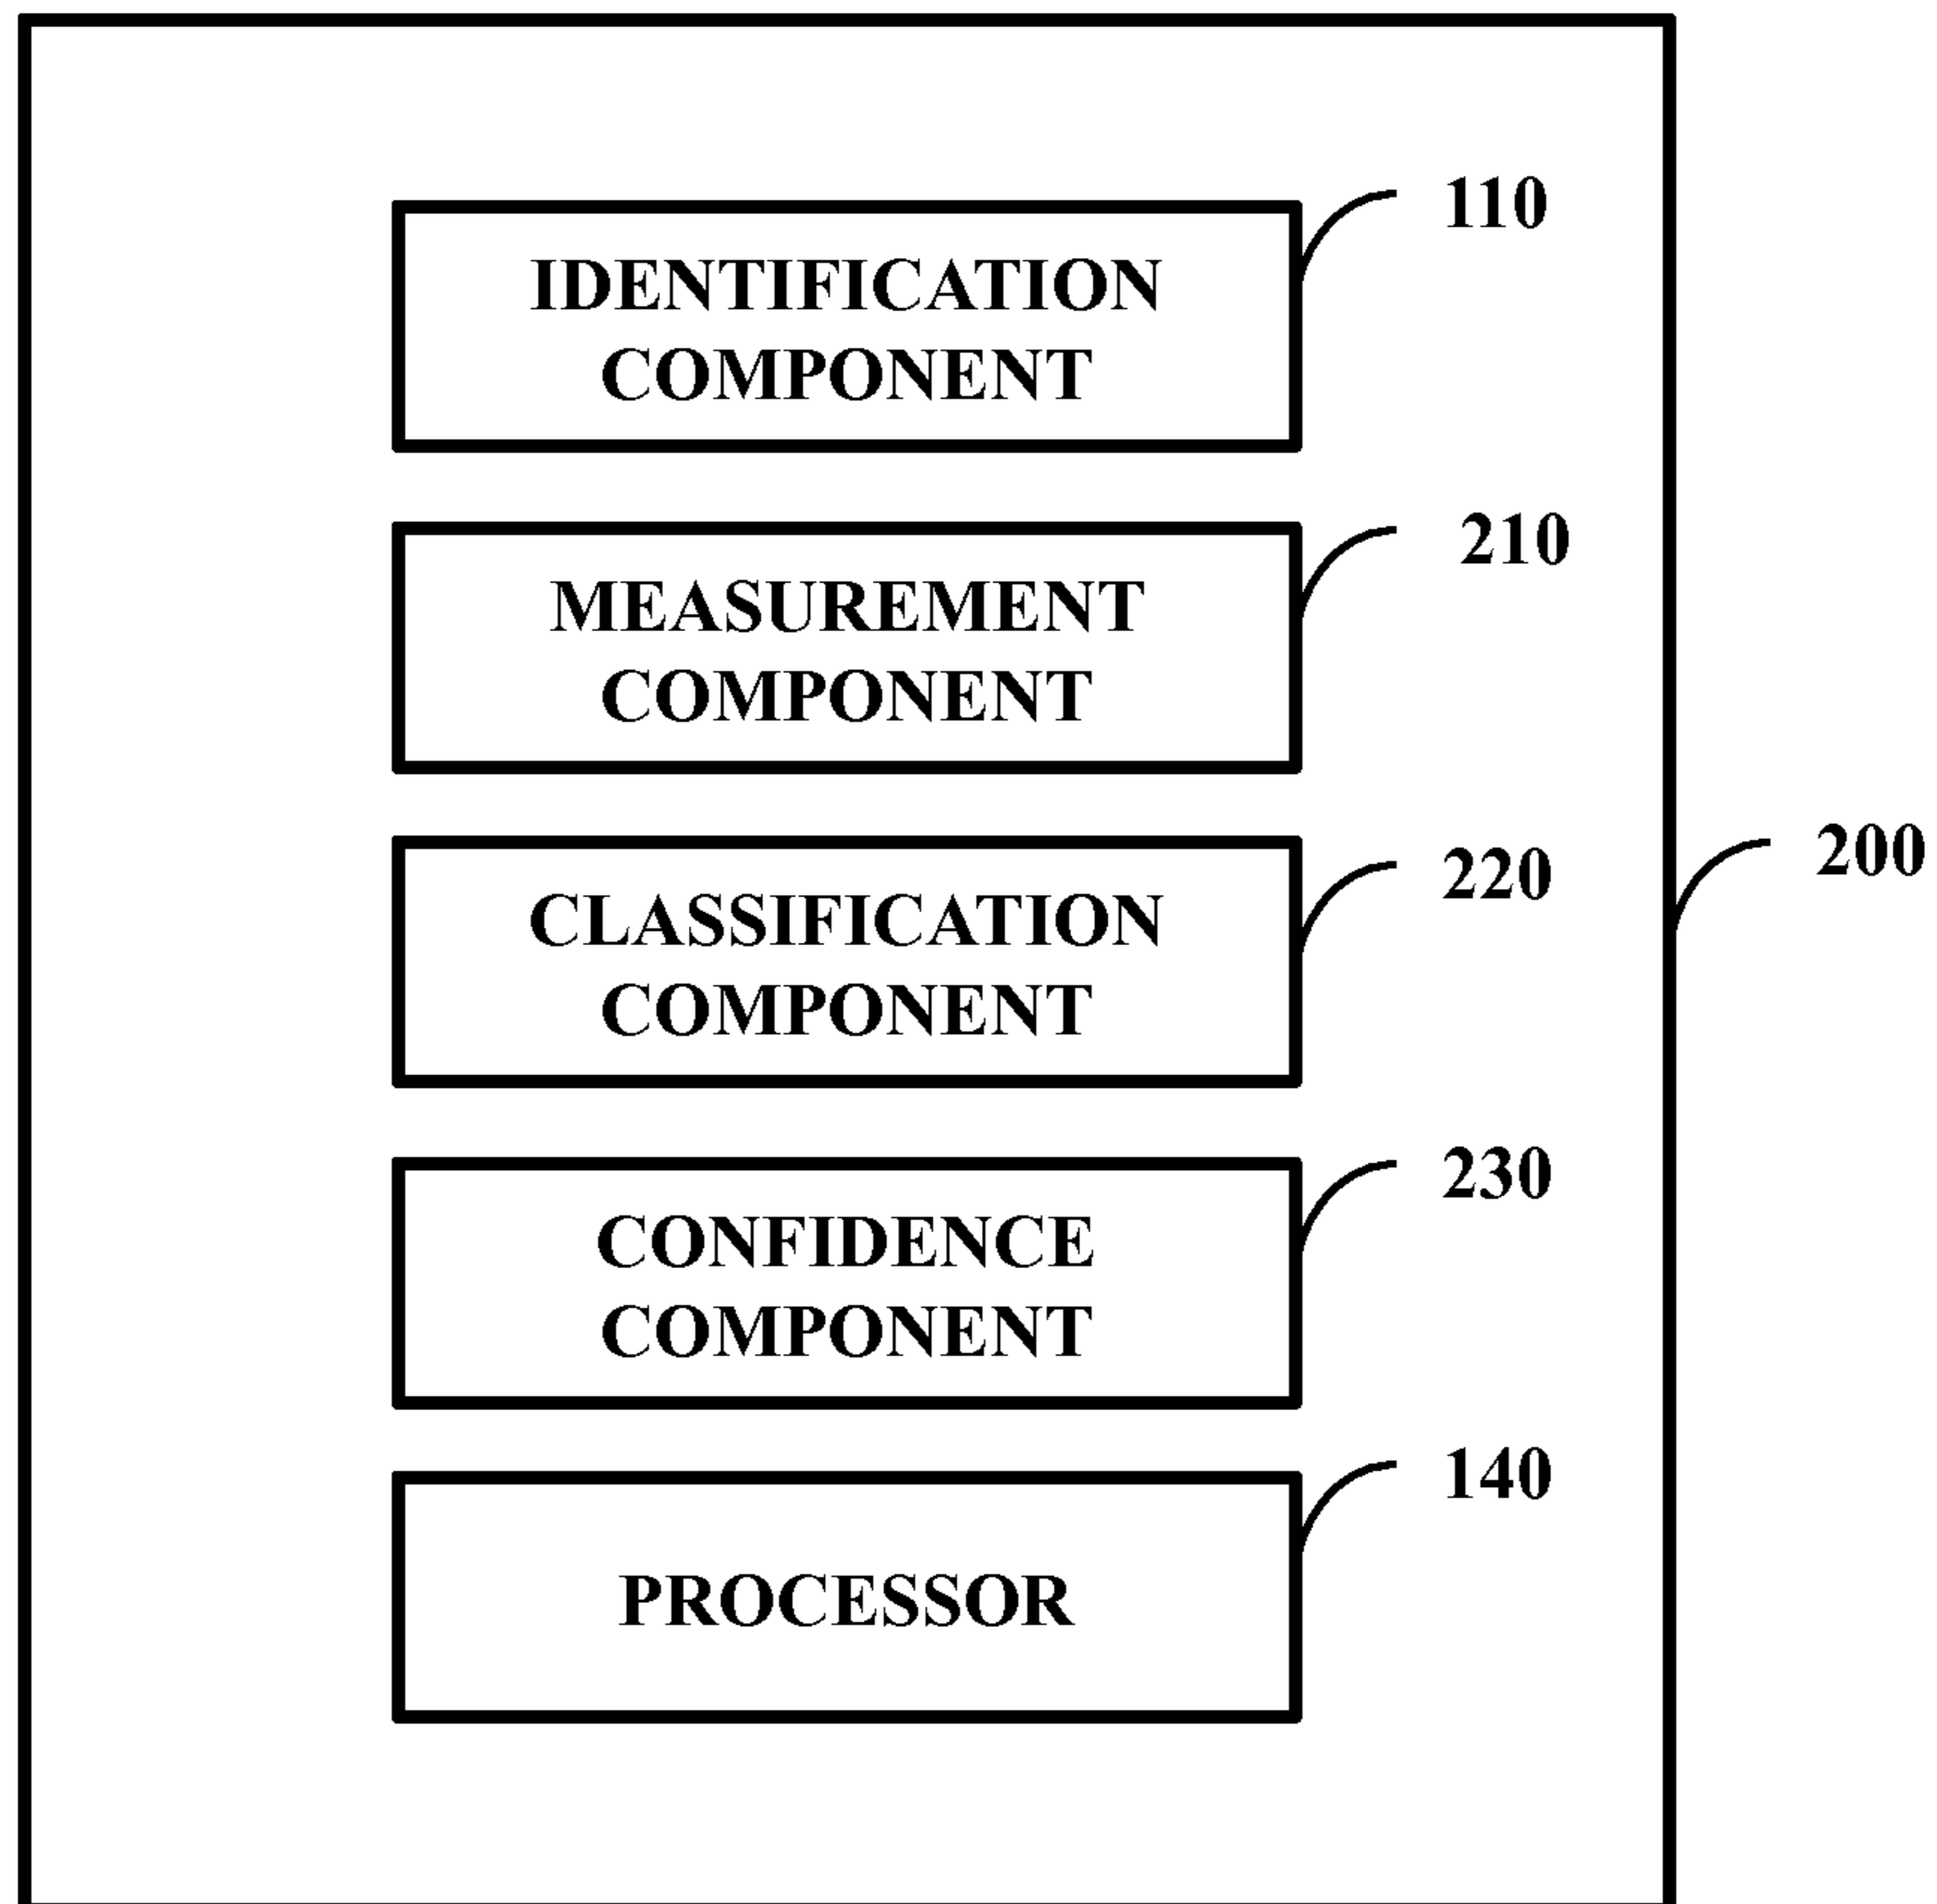 110
IDENTIFICATION
COMPONENT
210
MEASUREMENT
COMPONENT
220
200
CLASSIFICATION
COMPONENT
230
CONFIDENCE
COMPONENT
140
PROCESSOR